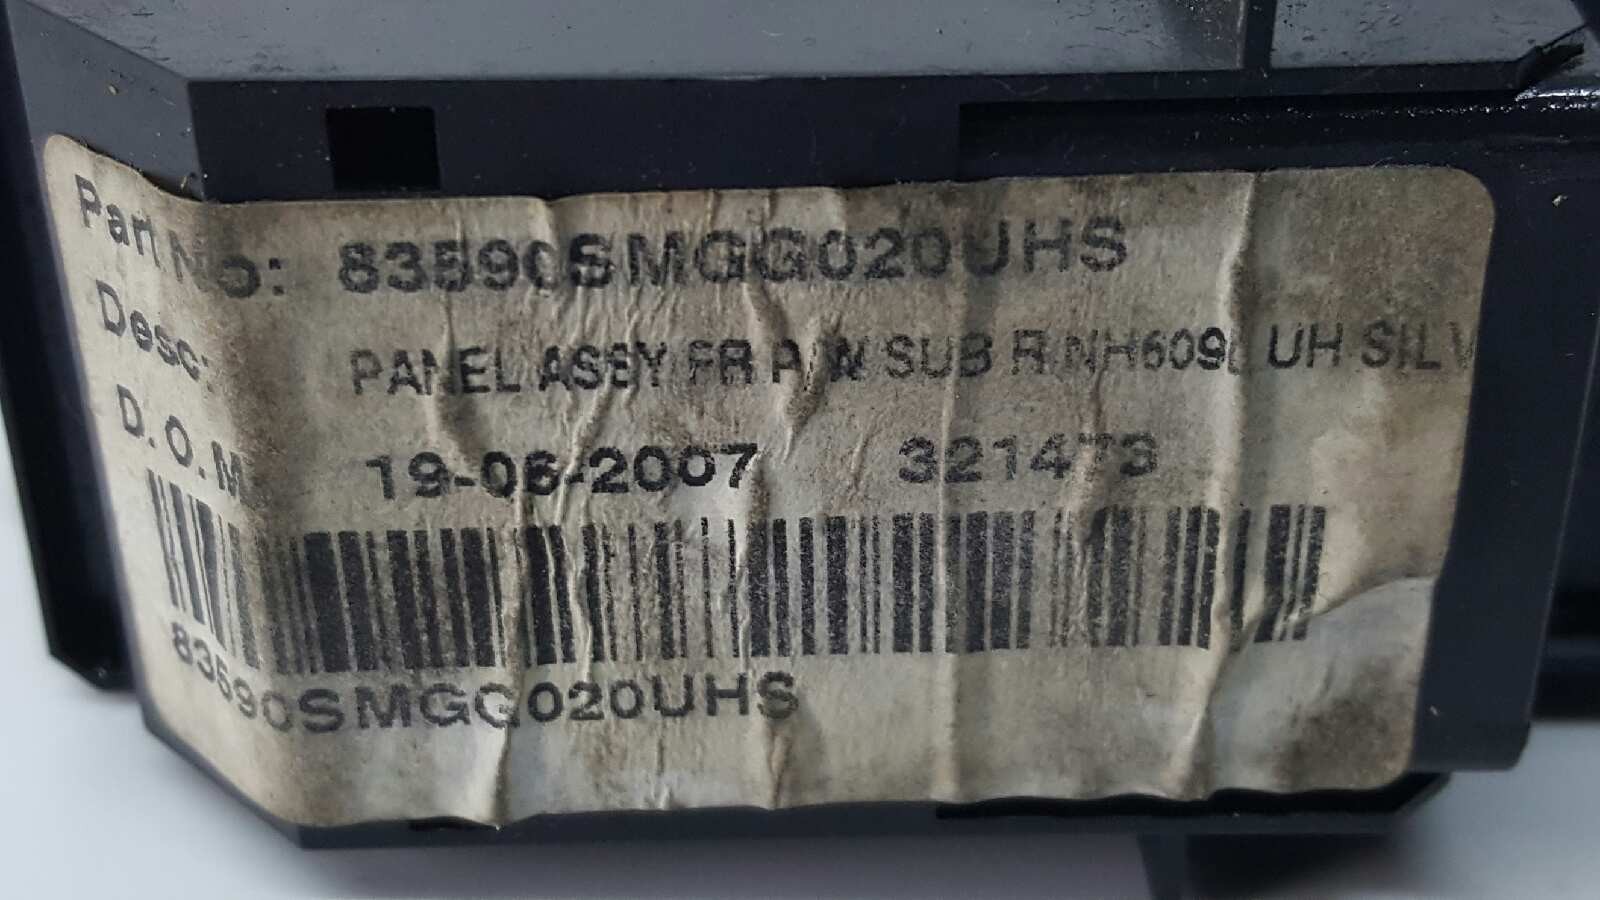 Part No: 83590SMGG020UHS
Desc: PANEL ASSY FR P/W SUB R NH609L UH SILV
D.O.M 19-06-2007 321473
83590SMGG020UHS